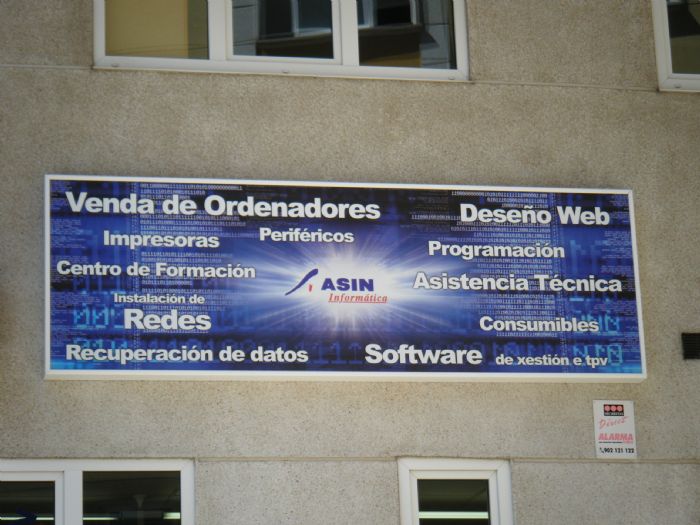 Venda de Ordenadores
Impresoras
Periféricos
Centro de Formación
Instalación de
Redes
Recuperación de datos
ASIN
Informática
Deseño Web
Programación
Asistencia Técnica
Consumibles
Software de xestión e tpv
Direct
ALARMA
902 121 122